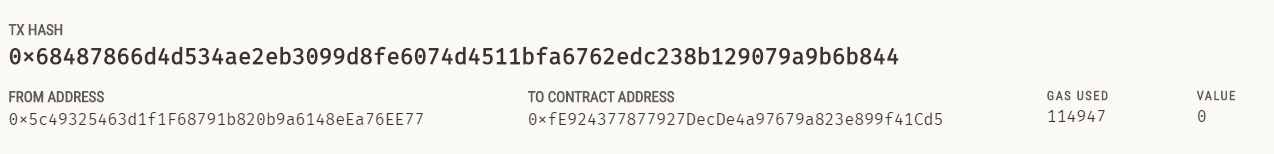 TX HASH
0×68487866d4d534ae2eb3099d8fe6074d4511bfa6762edc238b129079a9b6b844
FROM ADDRESS TO CONTRACT ADDRESS GAS USED VALUE
0×5c49325463d1f1F68791b820b9a6148eEa76EE77 0×fE924377877927DecDe4a97679a823e899f41Cd5 114947 0